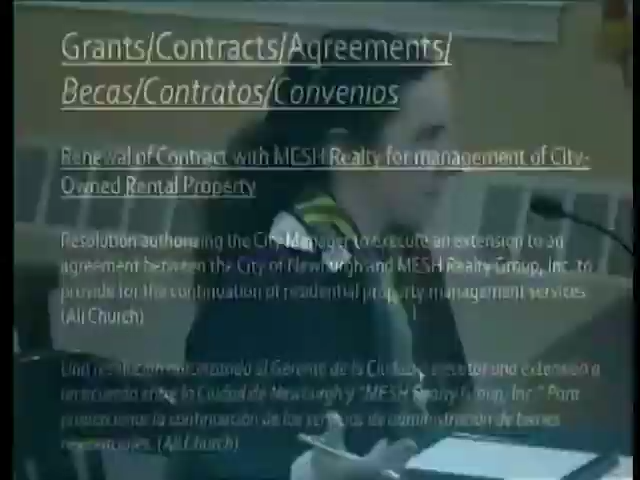 Grants/Contracts/Agreements/
Becas/Contratos/Convenios
Renewal of Contract with MESH Realty for management of City-
Owned Rental Property
Resolution authorizing the City Manager to execute an extension to an
agreement between the City of Newburgh and MESH Realty Group, Inc. to
provide for the continuation of residential property management services.
(Ali Church)
Una resolución autorizando al Gerente de la Ciudad a ejecutar una extensión a
un acuerdo entre la Ciudad de Newburgh y "MESH Realty Group, Inc." Para
proporcionar la continuación de los servicios de administración de bienes
residenciales. (Ali Church)